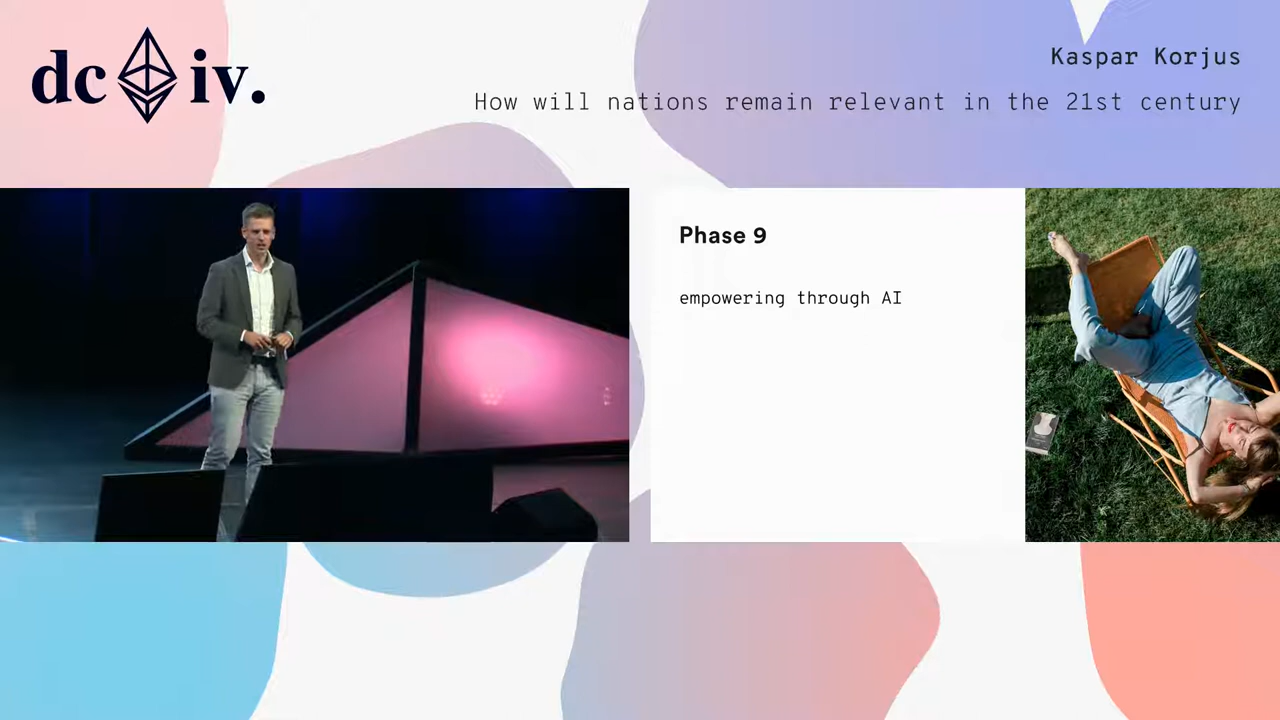 dc iv.
Kaspar Korjus
How will nations remain relevant in the 21st century
Phase 9
empowering through AI